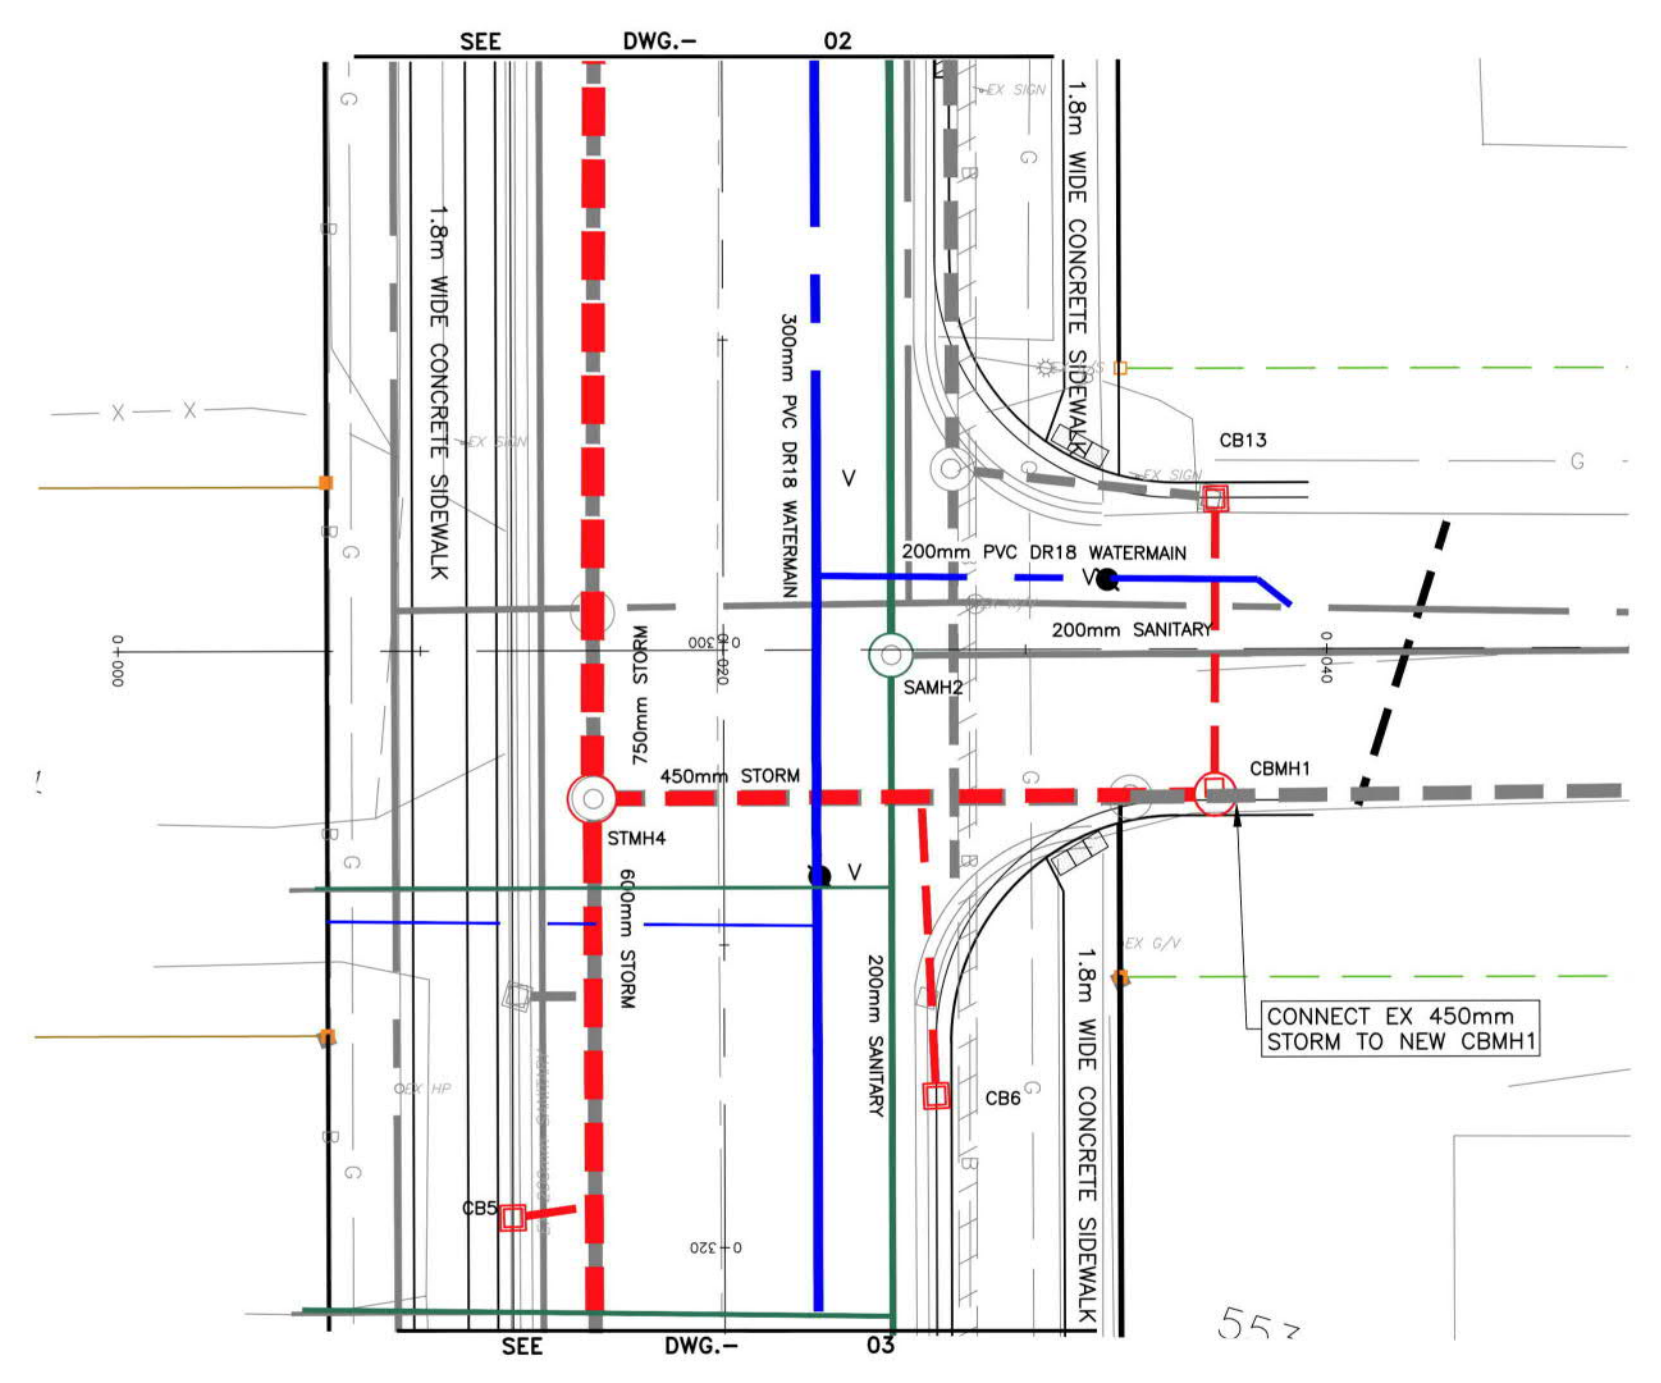 SEE DWG.- 02
EX SIGN
1.8m WIDE CONCRETE SIDEWALK
G
G
B
B
1.8m WIDE CONCRETE SIDEWALK
300mm PVC DR18 WATERMAIN
X X
EX SIGN
CB13
G
EX SIGN
G
V
B
G
200mm PVC DR18 WATERMAIN
V
200mm SANITARY
0+000
0+300
0+020
0+040
750mm STORM
SAMH2
450mm STORM
CBMH1
G
STMH4
B
G
V
B
600mm STORM
EX G/V
200mm SANITARY
1.8m WIDE CONCRETE SIDEWALK
CONNECT EX 450mm
STORM TO NEW CBMH1
EX HP
CB6
G
B
G
B
CB5
0+320
SEE DWG.- 03